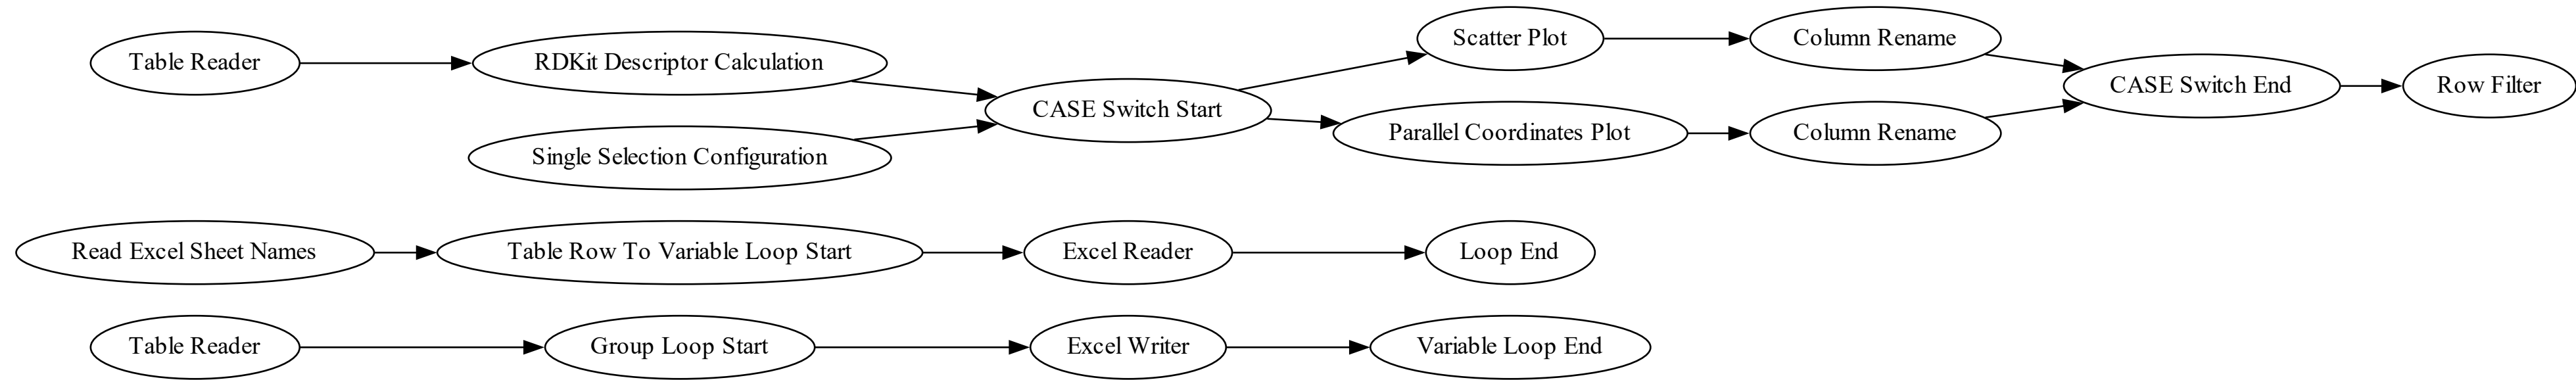 Table Reader
RDKit Descriptor Calculation
Single Selection Configuration
CASE Switch Start
Scatter Plot
Column Rename
Parallel Coordinates Plot
Column Rename
CASE Switch End
Row Filter
Read Excel Sheet Names
Table Row To Variable Loop Start
Excel Reader
Loop End
Table Reader
Group Loop Start
Excel Writer
Variable Loop End